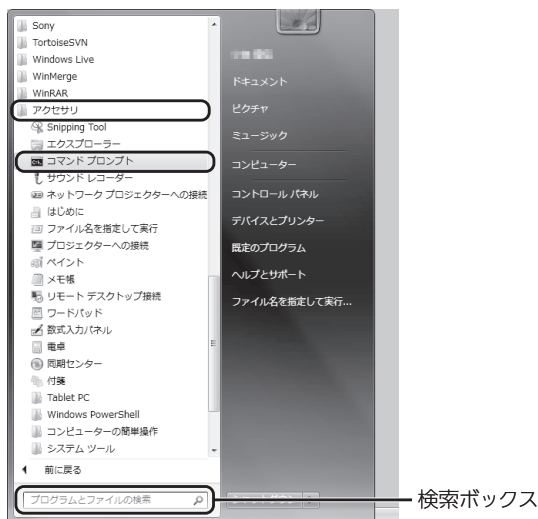 Sony
TortoiseSVN
Windows Live
WinMerge
WinRAR
アクセサリ
Snipping Tool
エクスプローラー
コマンド プロンプト
サウンド レコーダー
ネットワーク プロジェクターへの接続
はじめに
ファイル名を指定して実行
プロジェクターへの接続
ペイント
メモ帳
リモート デスクトップ接続
ワードパッド
数式入力パネル
電卓
同期センター
付箋
Tablet PC
Windows PowerShell
コンピューターの簡単操作
システム ツール
前に戻る
プログラムとファイルの検索
ドキュメント
ピクチャ
ミュージック
コンピューター
コントロール パネル
デバイスとプリンター
既定のプログラム
ヘルプとサポート
ファイル名を指定して実行...
検索ボックス